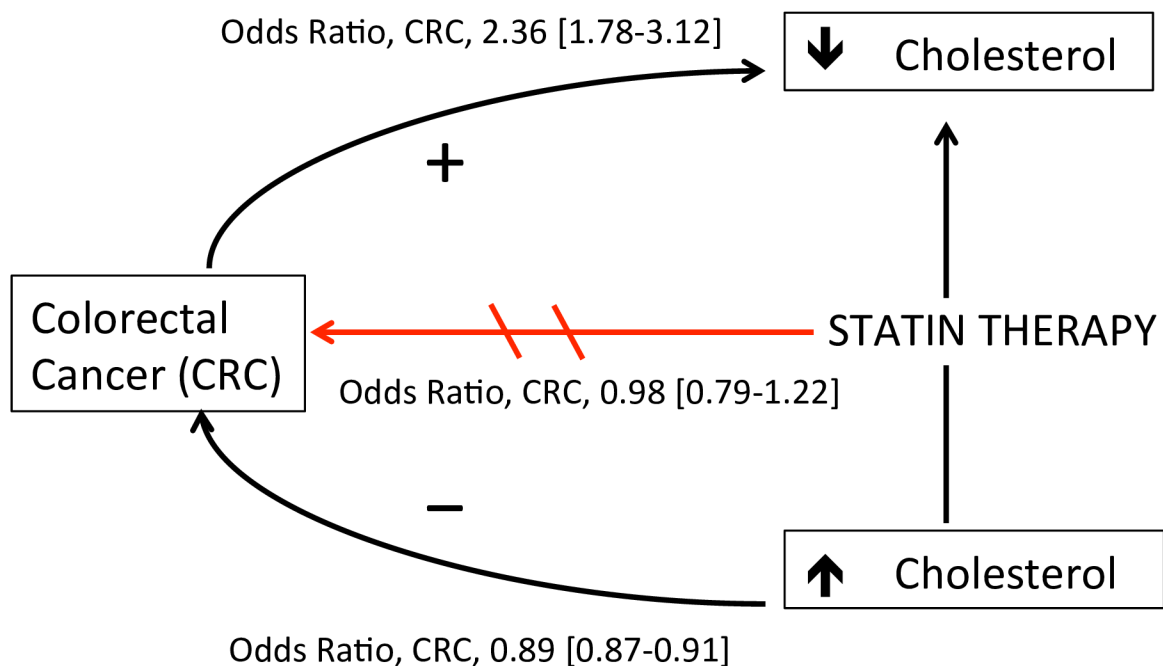 Odds Ratio, CRC, 2.36 [1.78-3.12]
↓ Cholesterol
+
Colorectal
Cancer (CRC)
STATIN THERAPY
Odds Ratio, CRC, 0.98 [0.79-1.22]
–
↑ Cholesterol
Odds Ratio, CRC, 0.89 [0.87-0.91]